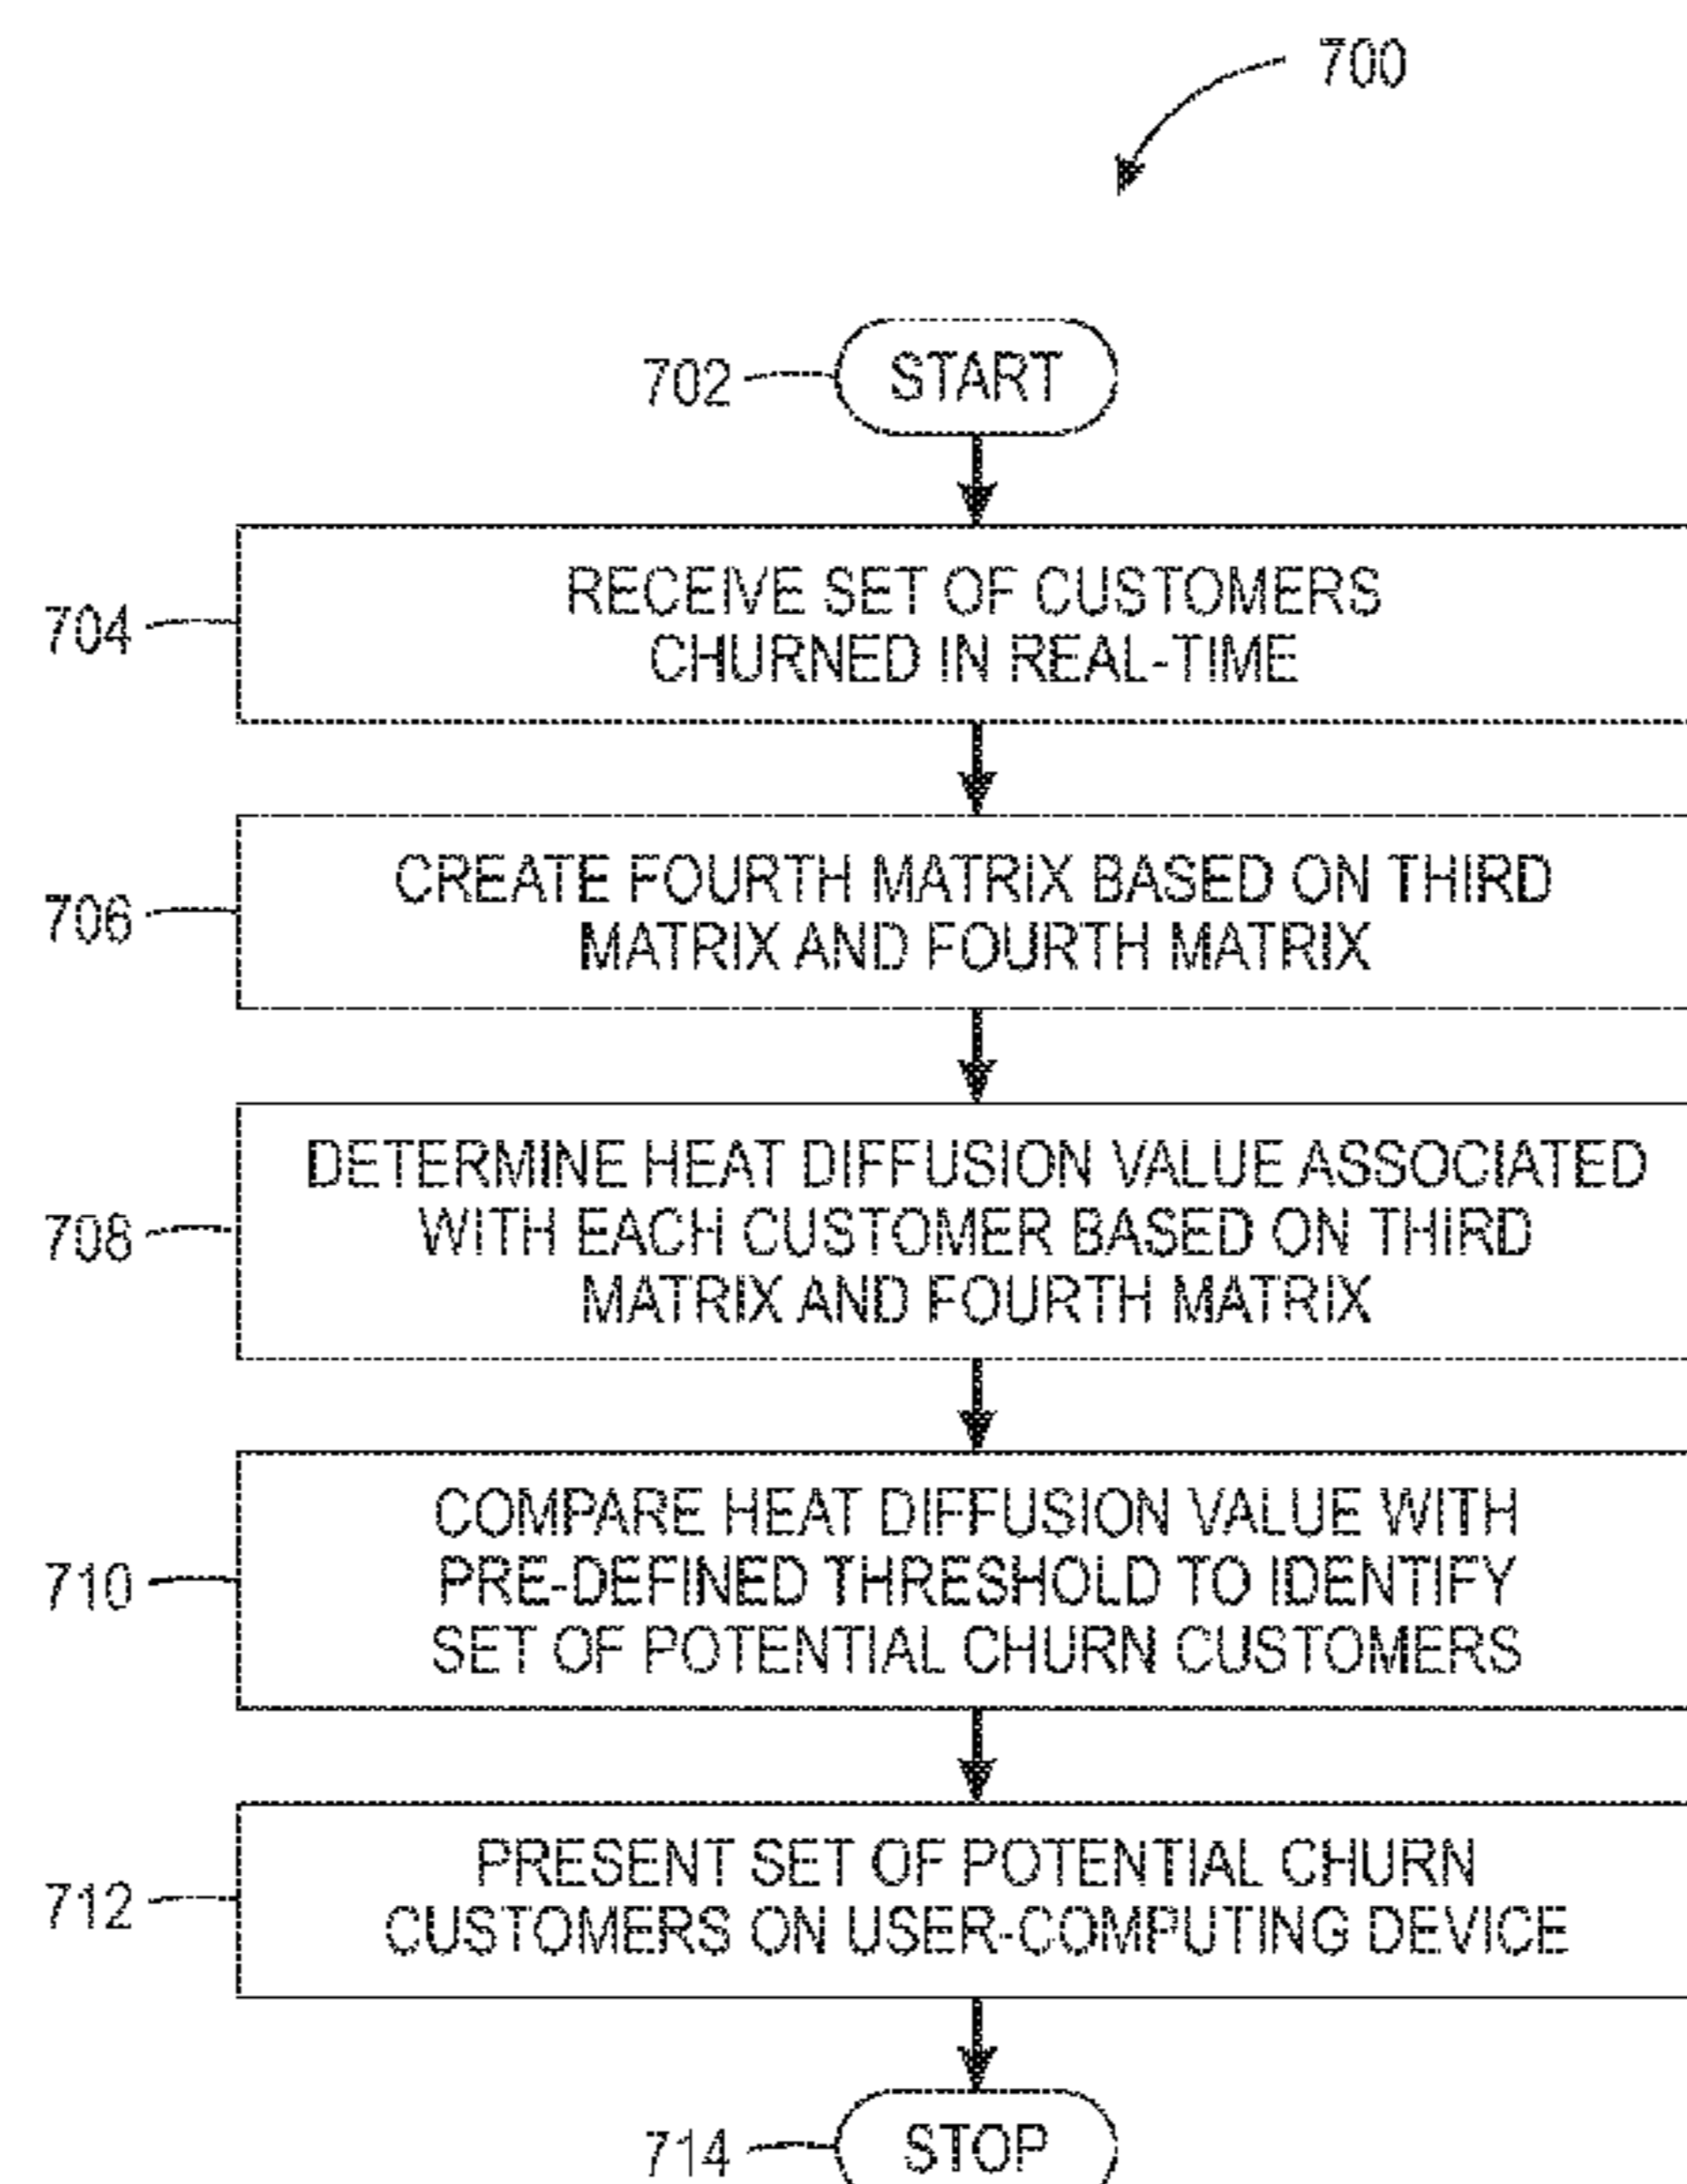 700
702
START
704
RECEIVE SET OF CUSTOMERS
CHURNED IN REAL-TIME
706
CREATE FOURTH MATRIX BASED ON THIRD
MATRIX AND FOURTH MATRIX
708
DETERMINE HEAT DIFFUSION VALUE ASSOCIATED
WITH EACH CUSTOMER BASED ON THIRD
MATRIX AND FOURTH MATRIX
710
COMPARE HEAT DIFFUSION VALUE WITH
PRE-DEFINED THRESHOLD TO IDENTIFY
SET OF POTENTIAL CHURN CUSTOMERS
712
PRESENT SET OF POTENTIAL CHURN
CUSTOMERS ON USER-COMPUTING DEVICE
714
STOP